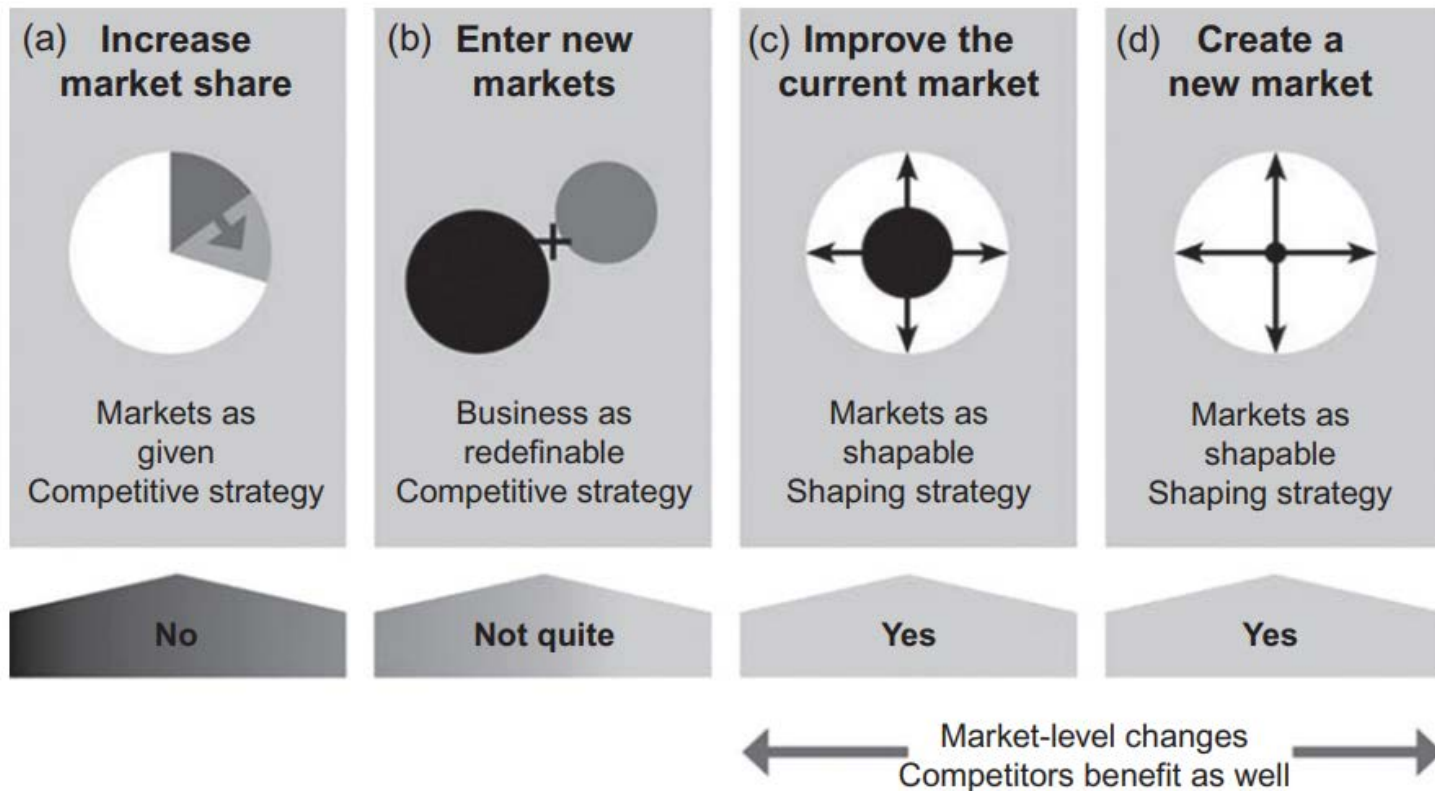 (a) Increase
market share
Markets as
given
Competitive strategy
No
(b) Enter new
markets
Business as
redefinable
Competitive strategy
Not quite
(c) Improve the
current market
Markets as
shapable
Shaping strategy
Yes
(d) Create a
new market
Markets as
shapable
Shaping strategy
Yes
Market-level changes
Competitors benefit as well